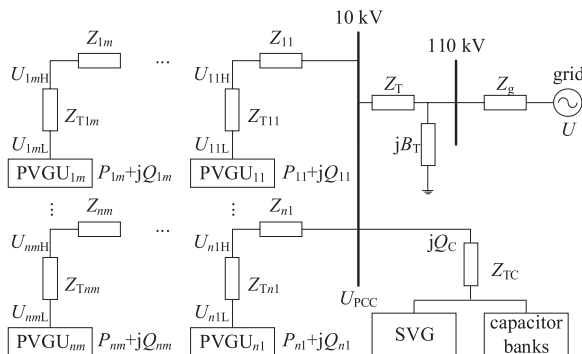 10 kV
110 kV
grid
Z1m
...
Z11
ZT
Zg
U1mH
U11H
ZT1m
ZT11
U
U1mL
U11L
jBT
PVGU1m
P1m+jQ1m
PVGU11
P11+jQ11
⋮
Znm
...
⋮
Zn1
UnmH
Un1H
jQC
ZTnm
ZTn1
ZTC
UnmL
Un1L
UPCC
PVGUnm
Pnm+jQnm
PVGUn1
Pn1+jQn1
SVG
capacitor
banks